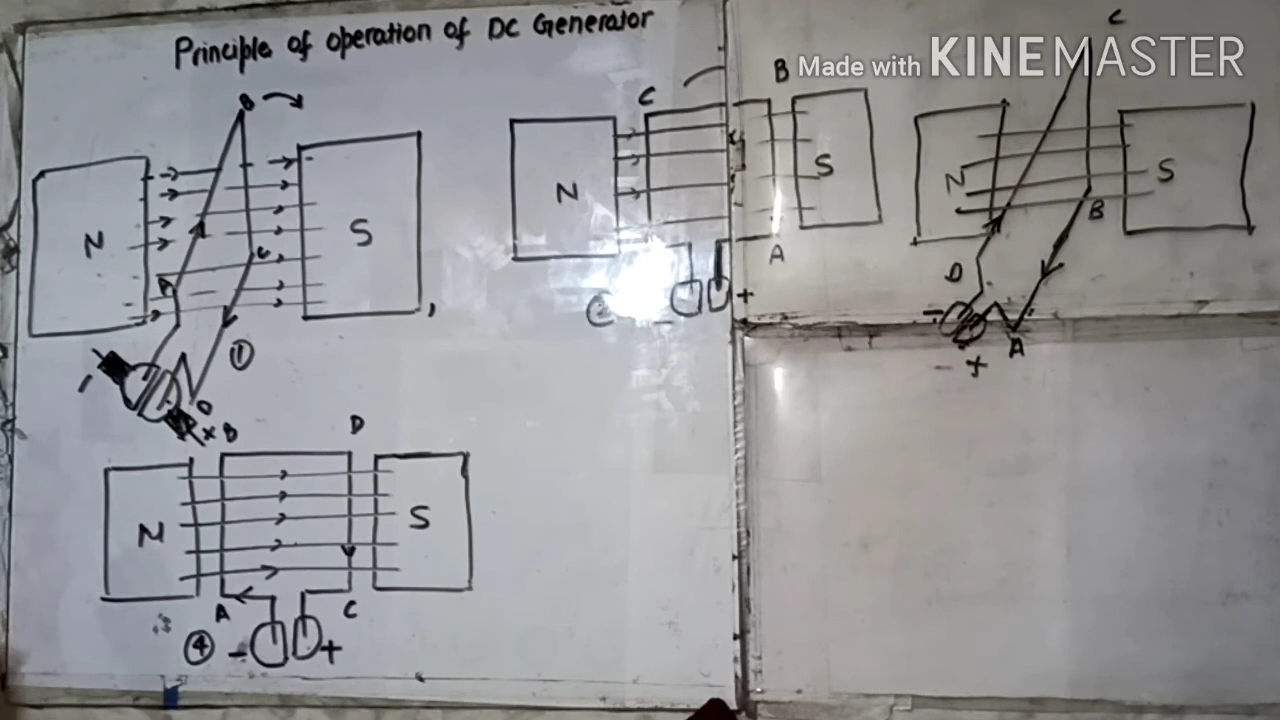 Principle of operation of DC Generator
Made with KINEMASTER
B
N
S
A
C
①
D
+
C
B
N
S
A
-
+
C
N
S
B
D
-
A
+
B
D
N
S
A
C
④
-
+